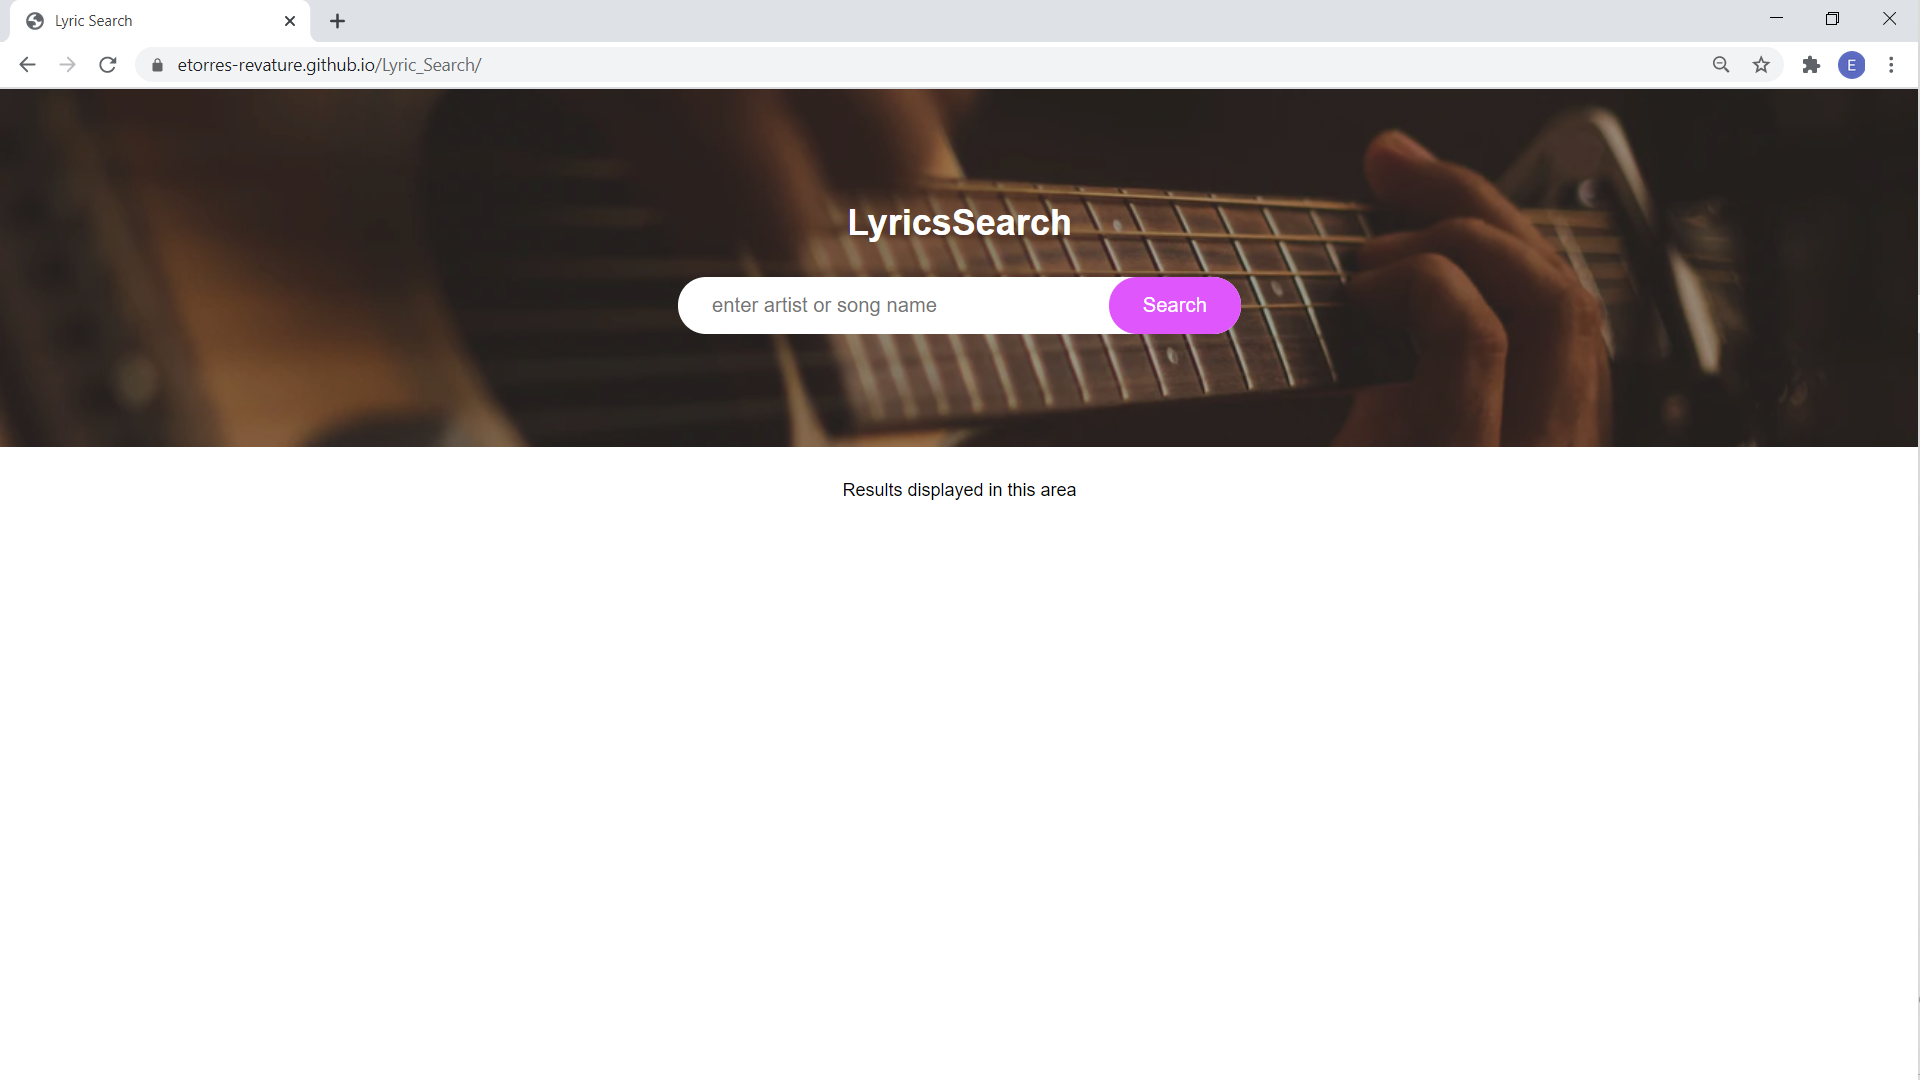 Lyric Search
etorres-revature.github.io/Lyric_Search/
E
LyricsSearch
enter artist or song name
Search
Results displayed in this area